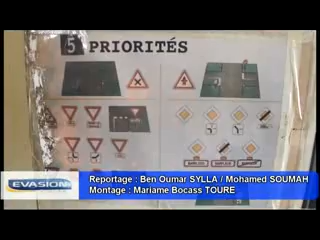 5 PRIORITÉS
EVASION
Reportage : Ben Oumar SYLLA / Mohamed SOUMAH
Montage : Mariame Bocass TOURE